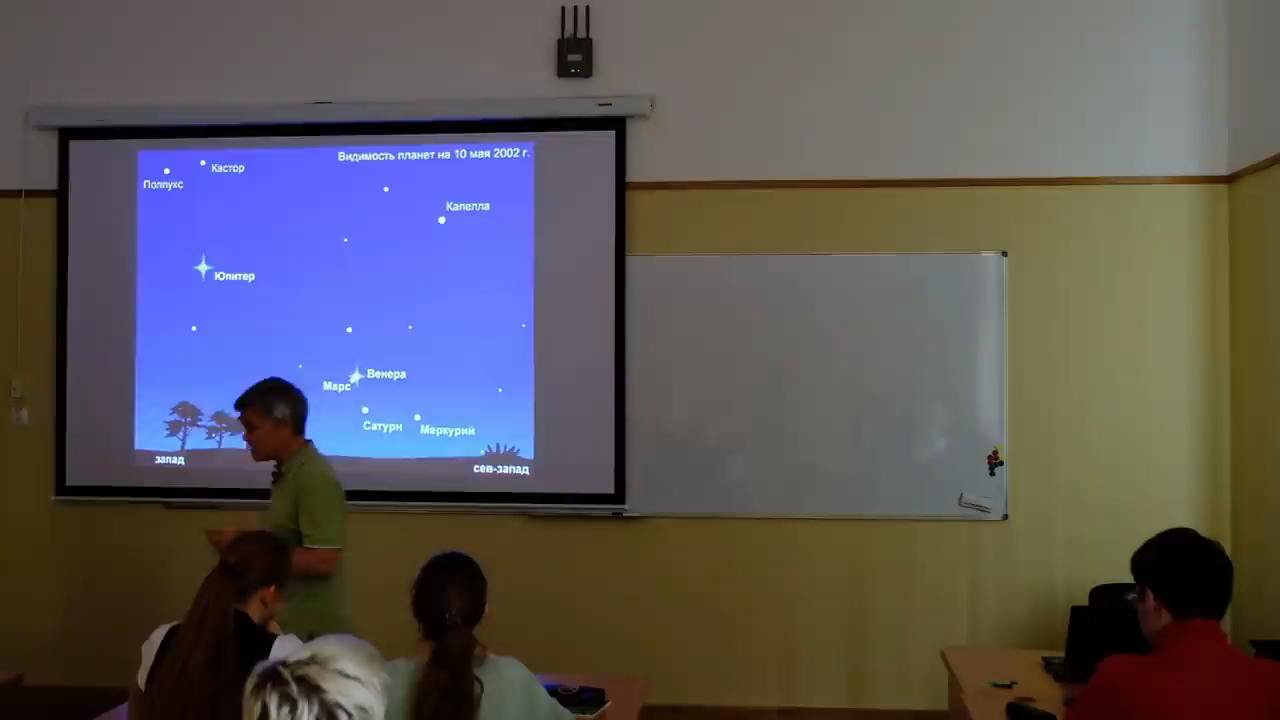 Видимость планет на 10 мая 2002 г.
Кастор
Поллукс
Капелла
Юпитер
Венера
Марс
Сатурн
Меркурий
запад
сев-запад